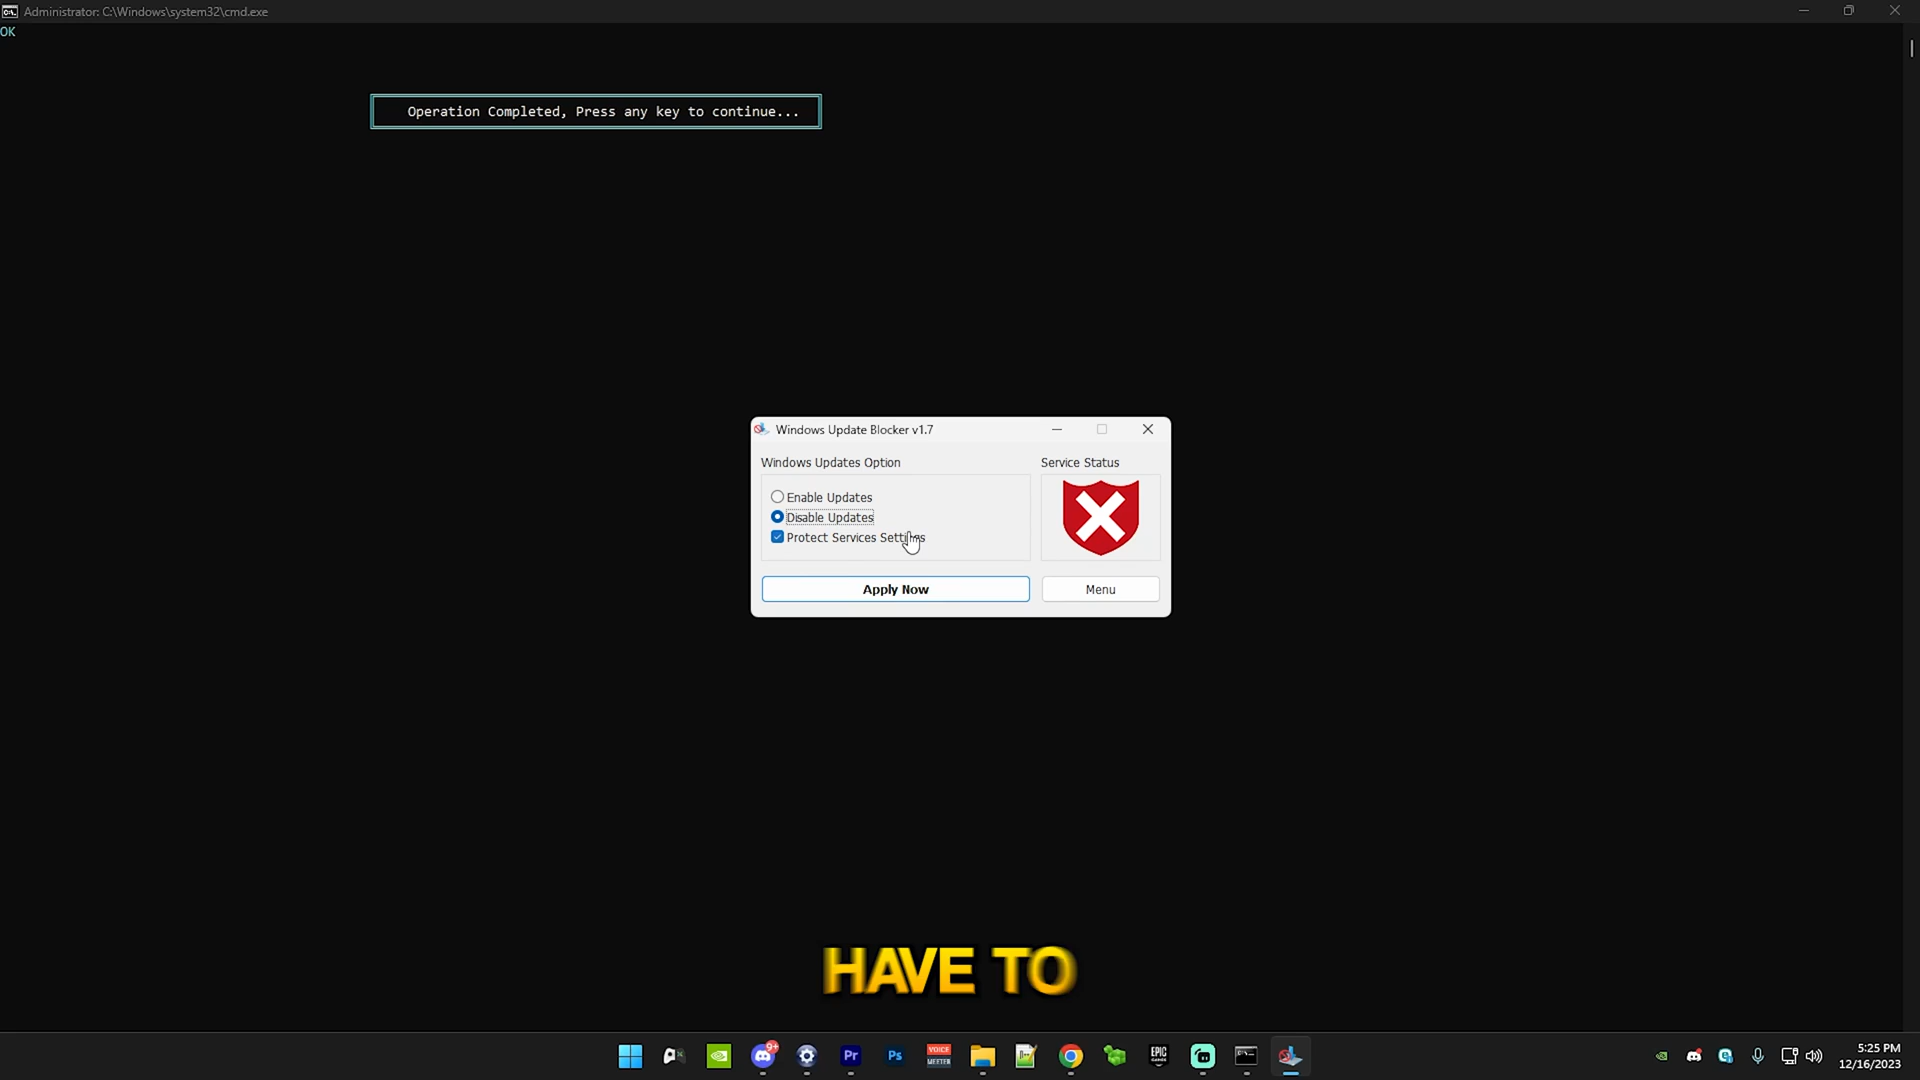 Administrator: C:\Windows\system32\cmd.exe
OK
Operation Completed, Press any key to continue...
Windows Update Blocker v1.7
Windows Updates Option
Service Status
Enable Updates
Disable Updates
Protect Services Settings
Apply Now
Menu
HAVE TO
9+
Pr
Ps
VOICE
MEETER
EPIC
GAMES
5:25 PM
12/16/2023